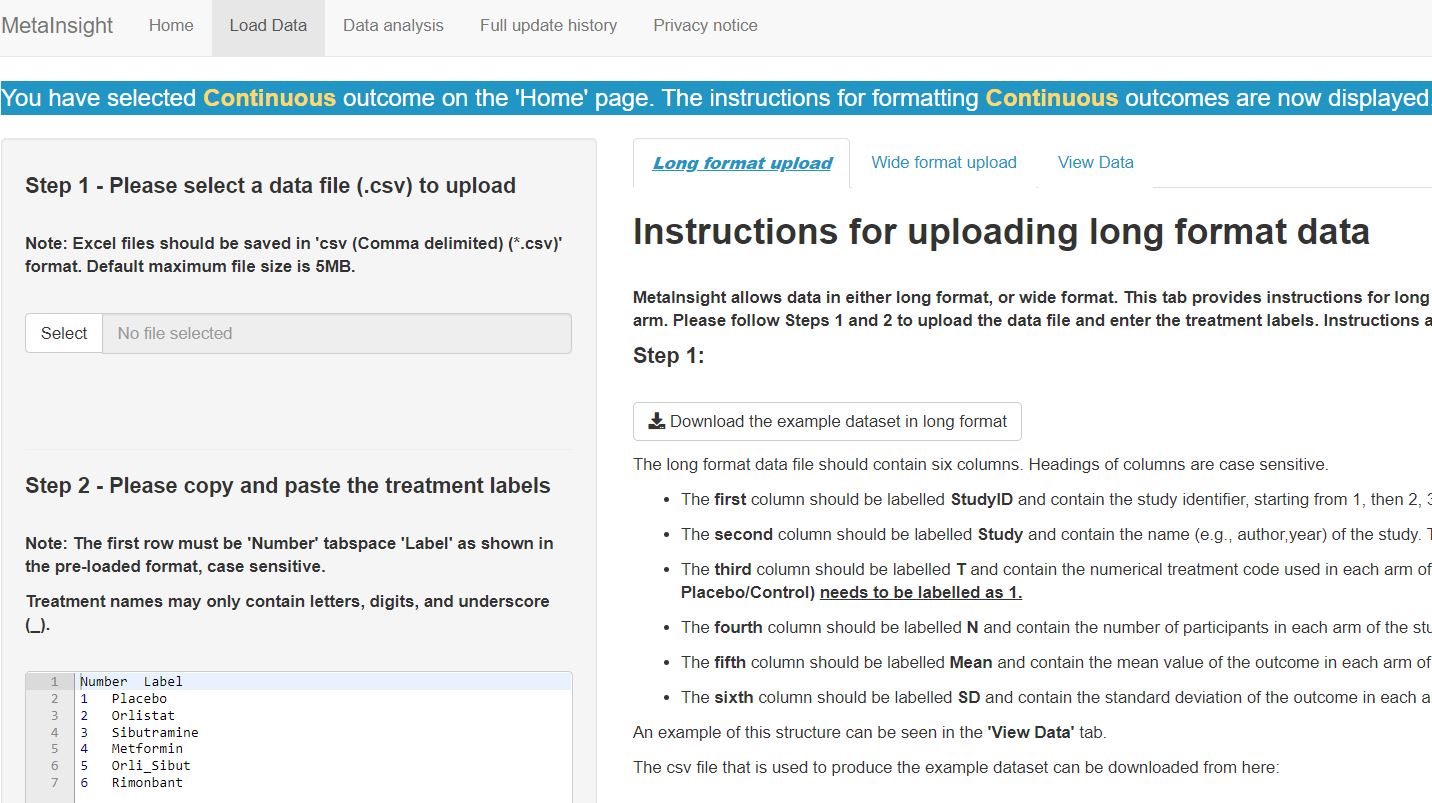 MetaInsight Home Load Data Data analysis Full update history Privacy notice
You have selected Continuous outcome on the 'Home' page. The instructions for formatting Continuous outcomes are now displayed.
Step 1 - Please select a data file (.csv) to upload
Note: Excel files should be saved in 'csv (Comma delimited) (*.csv)'
format. Default maximum file size is 5MB.
Select No file selected
Step 2 - Please copy and paste the treatment labels
Note: The first row must be 'Number' tabspace 'Label' as shown in
the pre-loaded format, case sensitive.
Treatment names may only contain letters, digits, and underscore
(_).
1 Number Label
2 1 Placebo
3 2 Orlistat
4 3 Sibutramine
5 4 Metformin
6 5 Orli_Sibut
7 6 Rimonbant
Long format upload Wide format upload View Data
Instructions for uploading long format data
MetaInsight allows data in either long format, or wide format. This tab provides instructions for long
arm. Please follow Steps 1 and 2 to upload the data file and enter the treatment labels. Instructions a
Step 1:
Download the example dataset in long format
The long format data file should contain six columns. Headings of columns are case sensitive.
• The first column should be labelled StudyID and contain the study identifier, starting from 1, then 2, 3
• The second column should be labelled Study and contain the name (e.g., author,year) of the study. T
• The third column should be labelled T and contain the numerical treatment code used in each arm of
Placebo/Control) needs to be labelled as 1.
• The fourth column should be labelled N and contain the number of participants in each arm of the stu
• The fifth column should be labelled Mean and contain the mean value of the outcome in each arm of
• The sixth column should be labelled SD and contain the standard deviation of the outcome in each a
An example of this structure can be seen in the 'View Data' tab.
The csv file that is used to produce the example dataset can be downloaded from here: